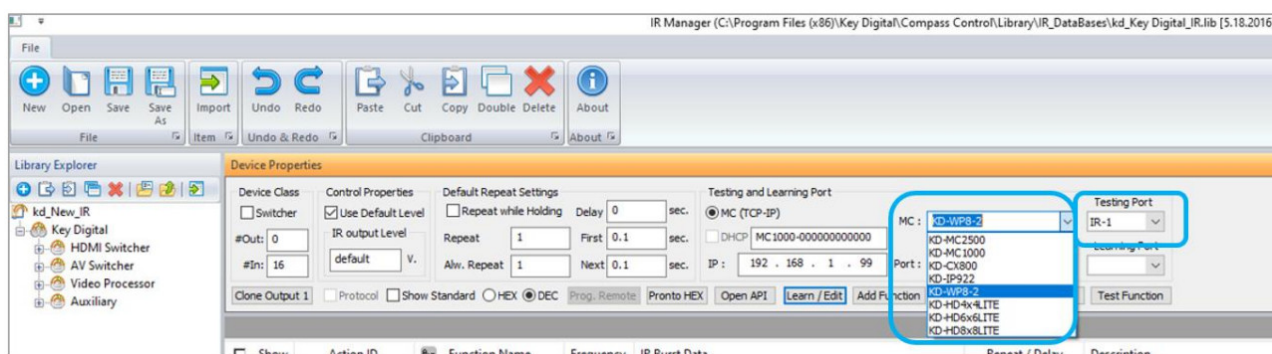 IR Manager (C:\Program Files (x86)\Key Digital\Compass Control\Library\IR_DataBases\kd_Key Digital_IR.lib [5.18.2016
File
New Open Save Save As Import Undo Redo Paste Cut Copy Double Delete About
File Item Undo & Redo Clipboard About
Library Explorer Device Properties
kd_New_IR
Key Digital
HDMI Switcher
AV Switcher
Video Processor
Auxiliary
Device Class Control Properties Default Repeat Settings Testing and Learning Port
Switcher Use Default Level Repeat while Holding Delay 0 sec. MC (TCP-IP) MC : KD-WP8-2 Testing Port IR-1
#Out: 0 IR output Level Repeat 1 First 0.1 sec. DHCP MC1000-000000000000
#In: 16 default V. Alw. Repeat 1 Next 0.1 sec. IP : 192 . 168 . 1 . 99 Port :
KD-MC2500
KD-MC1000
KD-CX800
KD-IP922
KD-WP8-2
KD-HD4x4LITE
KD-HD6x6LITE
KD-HD8x8LITE
Learning Port
Clone Output 1 Protocol Show Standard HEX DEC Prog. Remote Pronto HEX Open API Learn / Edit Add Function Test Function
Show Action ID Function Name Frequency IR Burst Data Repeat / Delay Description